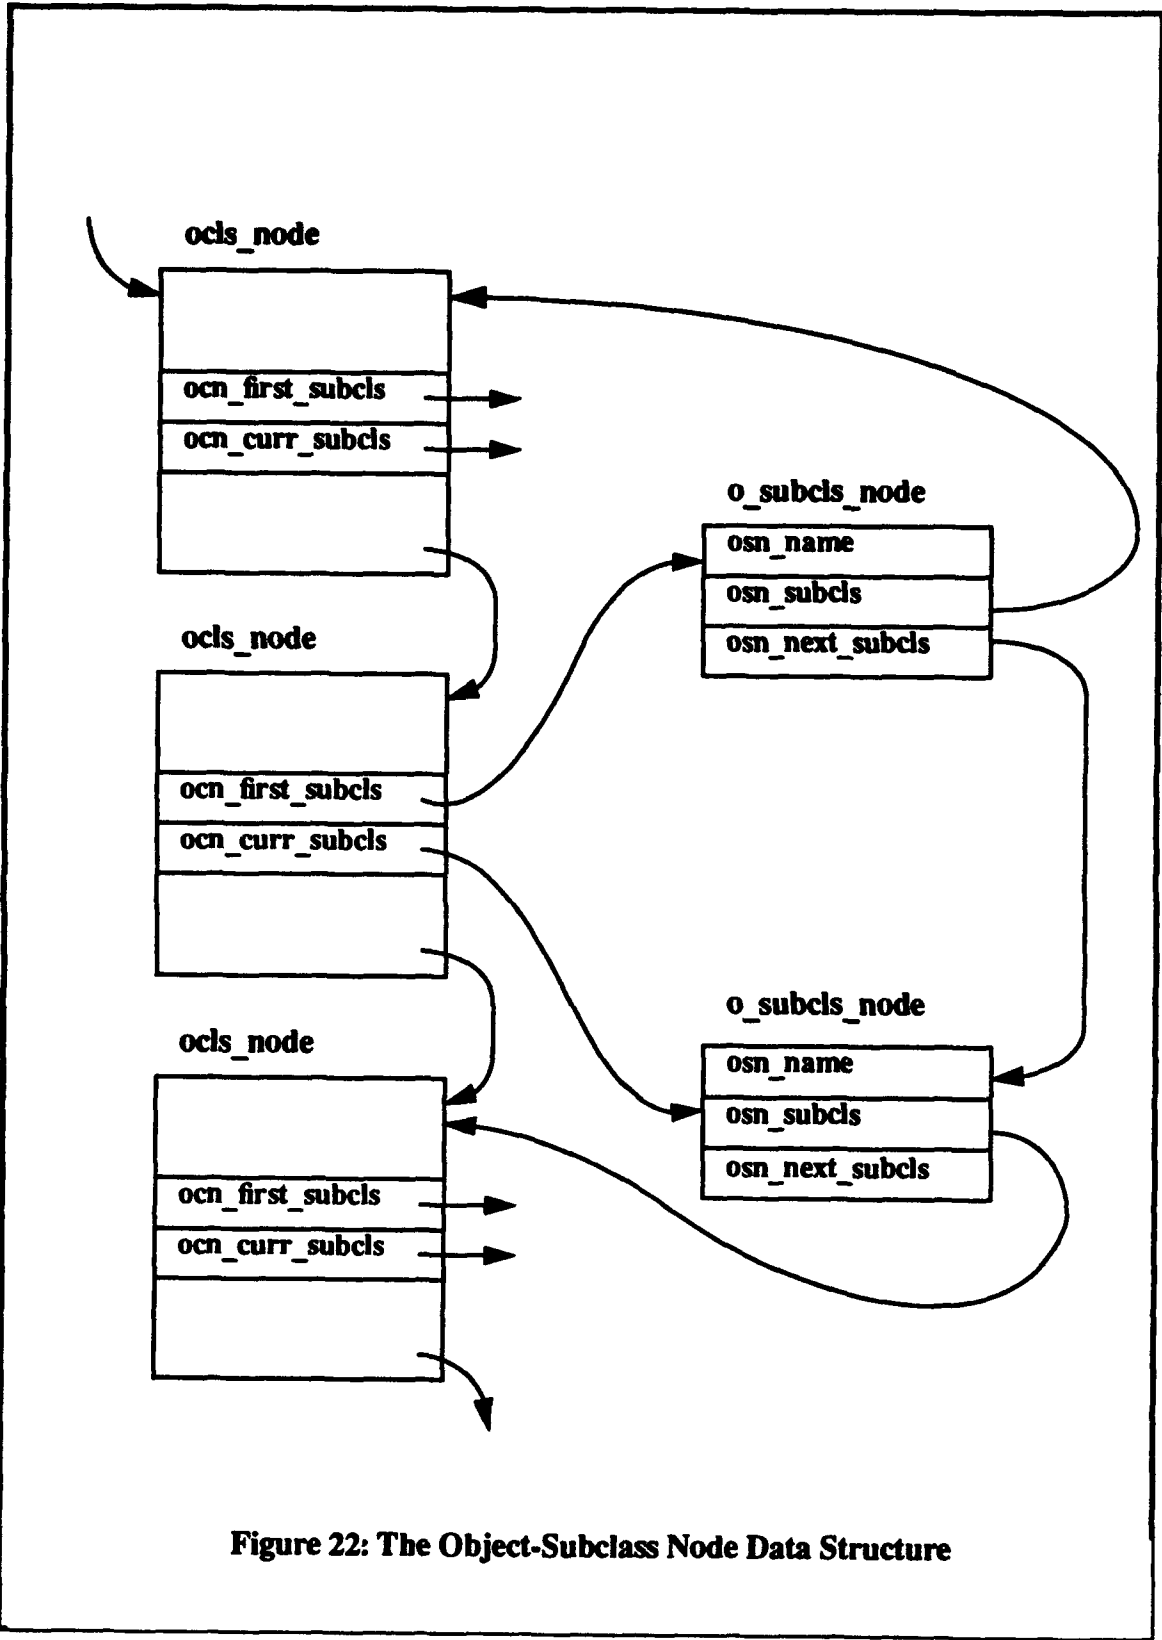 ocls_node
ocn_first_subcls
ocn_curr_subcls
o_subcls_node
osn_name
osn_subcls
osn_next_subcls
ocls_node
ocn_first_subcls
ocn_curr_subcls
o_subcls_node
osn_name
osn_subcls
osn_next_subcls
ocls_node
ocn_first_subcls
ocn_curr_subcls
Figure 22: The Object-Subclass Node Data Structure